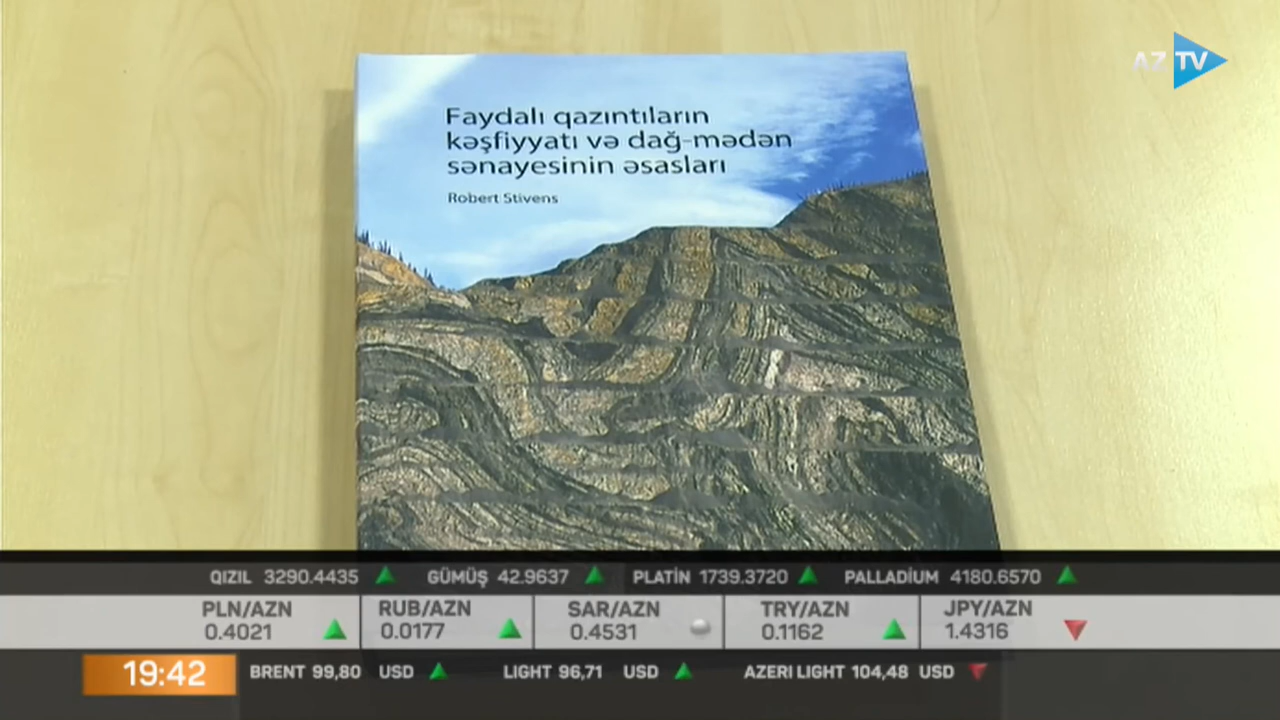 AZTV
Faydalı qazıntıların
kəşfiyyatı və dağ-mədən
sənayesinin əsasları
Robert Stivens
QIZIL 3290.4435 GÜMÜŞ 42.9637 PLATİN 1739.3720 PALLADİUM 4180.6570
PLN/AZN RUB/AZN SAR/AZN TRY/AZN JPY/AZN
0.4021 0.0177 0.4531 0.1162 1.4316
19:42 BRENT 99,80 USD LIGHT 96,71 USD AZERI LIGHT 104,48 USD